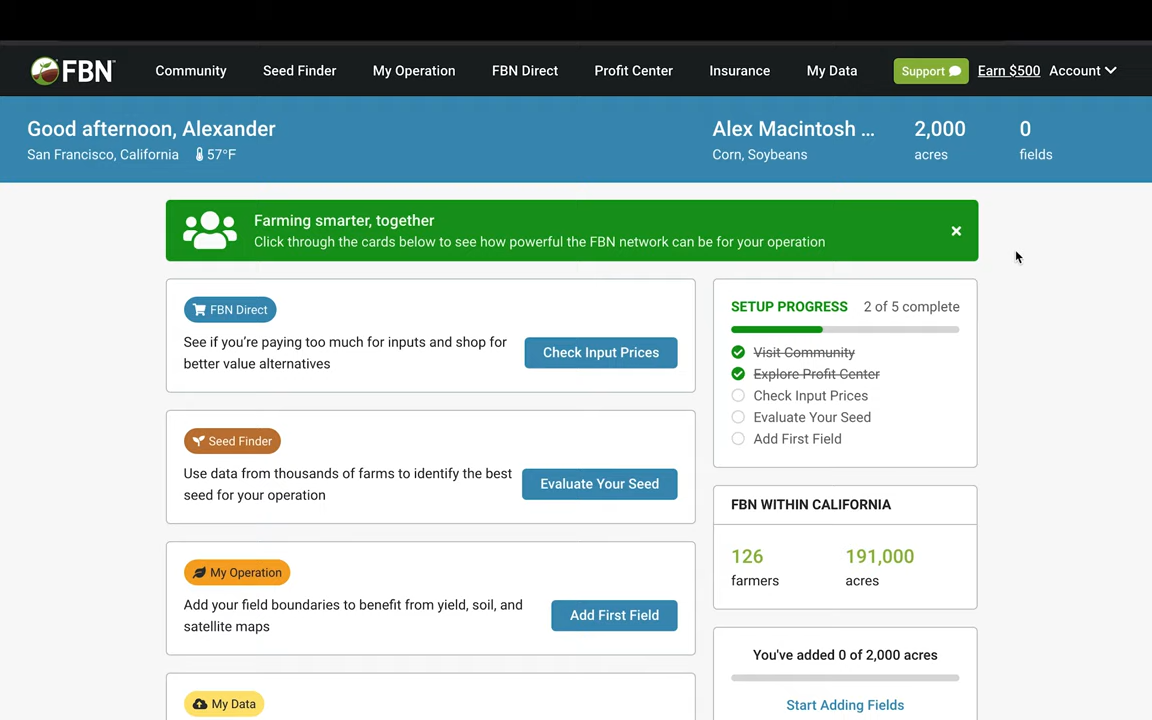 FBN
Community
Seed Finder
My Operation
FBN Direct
Profit Center
Insurance
My Data
Support
Earn $500
Account
Good afternoon, Alexander
San Francisco, California
57°F
Alex Macintosh ...
Corn, Soybeans
2,000
acres
0
fields
Farming smarter, together
Click through the cards below to see how powerful the FBN network can be for your operation
FBN Direct
See if you're paying too much for inputs and shop for
better value alternatives
Check Input Prices
Seed Finder
Use data from thousands of farms to identify the best
seed for your operation
Evaluate Your Seed
My Operation
Add your field boundaries to benefit from yield, soil, and
satellite maps
Add First Field
My Data
SETUP PROGRESS
2 of 5 complete
Visit Community
Explore Profit Center
Check Input Prices
Evaluate Your Seed
Add First Field
FBN WITHIN CALIFORNIA
126
farmers
191,000
acres
You've added 0 of 2,000 acres
Start Adding Fields